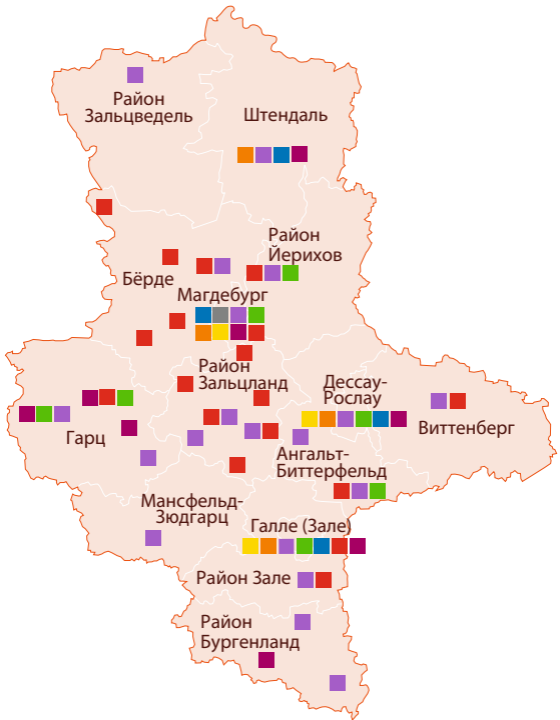 Район
Зальцведель
Штендаль
Район
Йерихов
Бёрде
Магдебург
Район
Зальцланд
Дессау-
Рослау
Виттенберг
Гарц
Ангальт-
Биттерфельд
Мансфельд-
Зюдгарц
Галле (Зале)
Район Зале
Район
Бургенланд